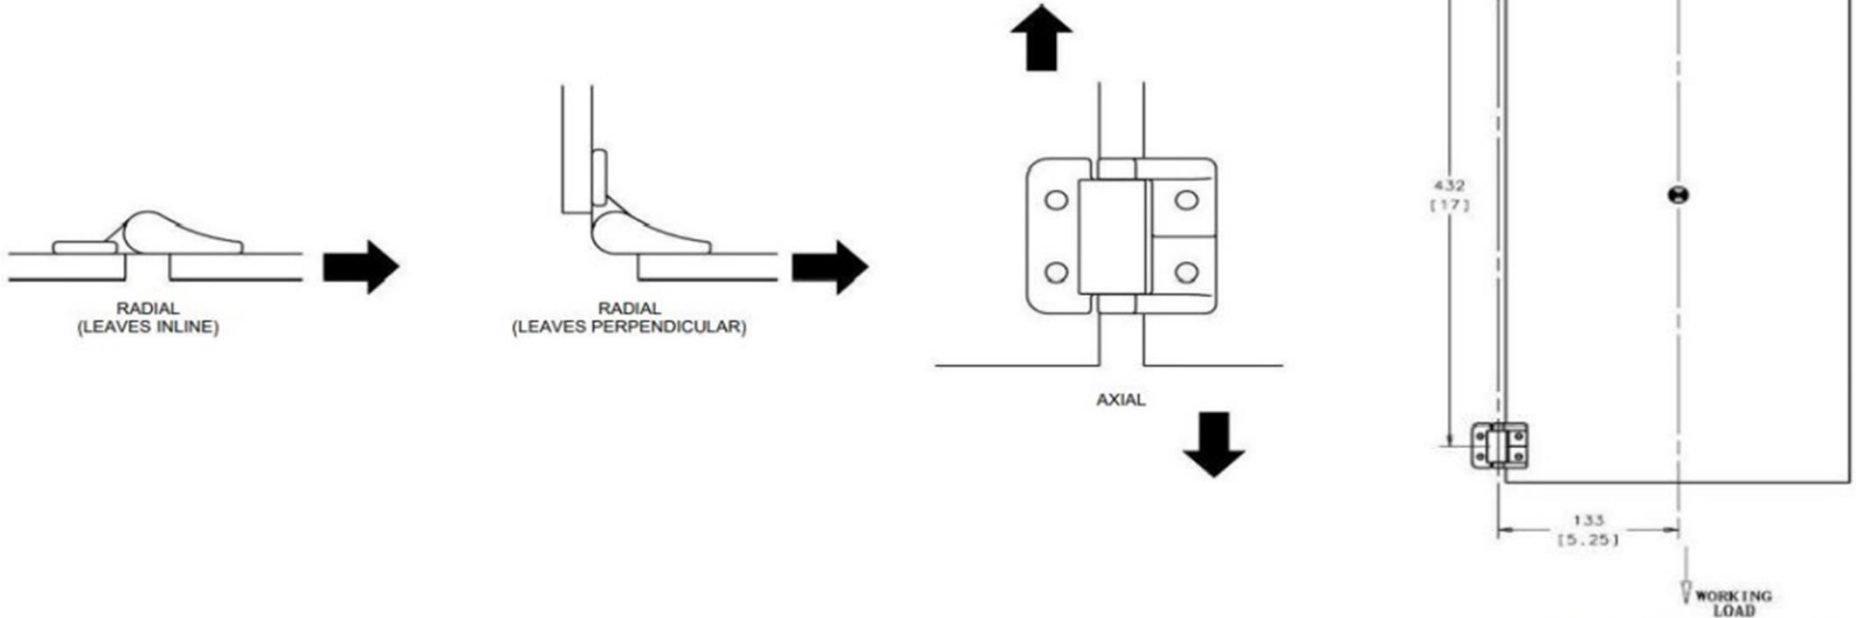 RADIAL
(LEAVES INLINE)
RADIAL
(LEAVES PERPENDICULAR)
AXIAL
432
[17]
133
[5.25]
WORKING
LOAD